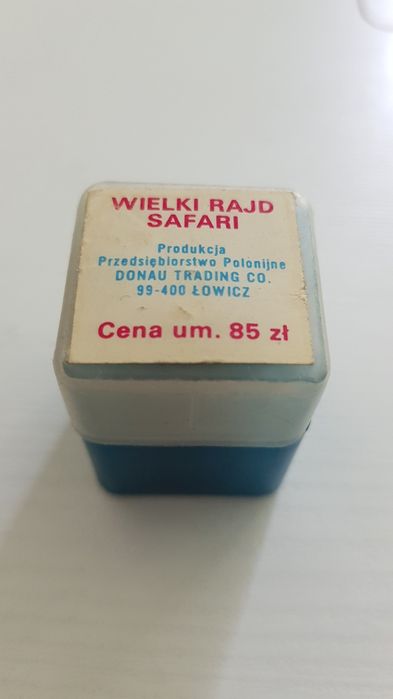 WIELKI RAJD
SAFARI
Produkcja
Przedsiębiorstwo Polonijne
DONAU TRADING CO.
99-400 ŁOWICZ
Cena um. 85 zł